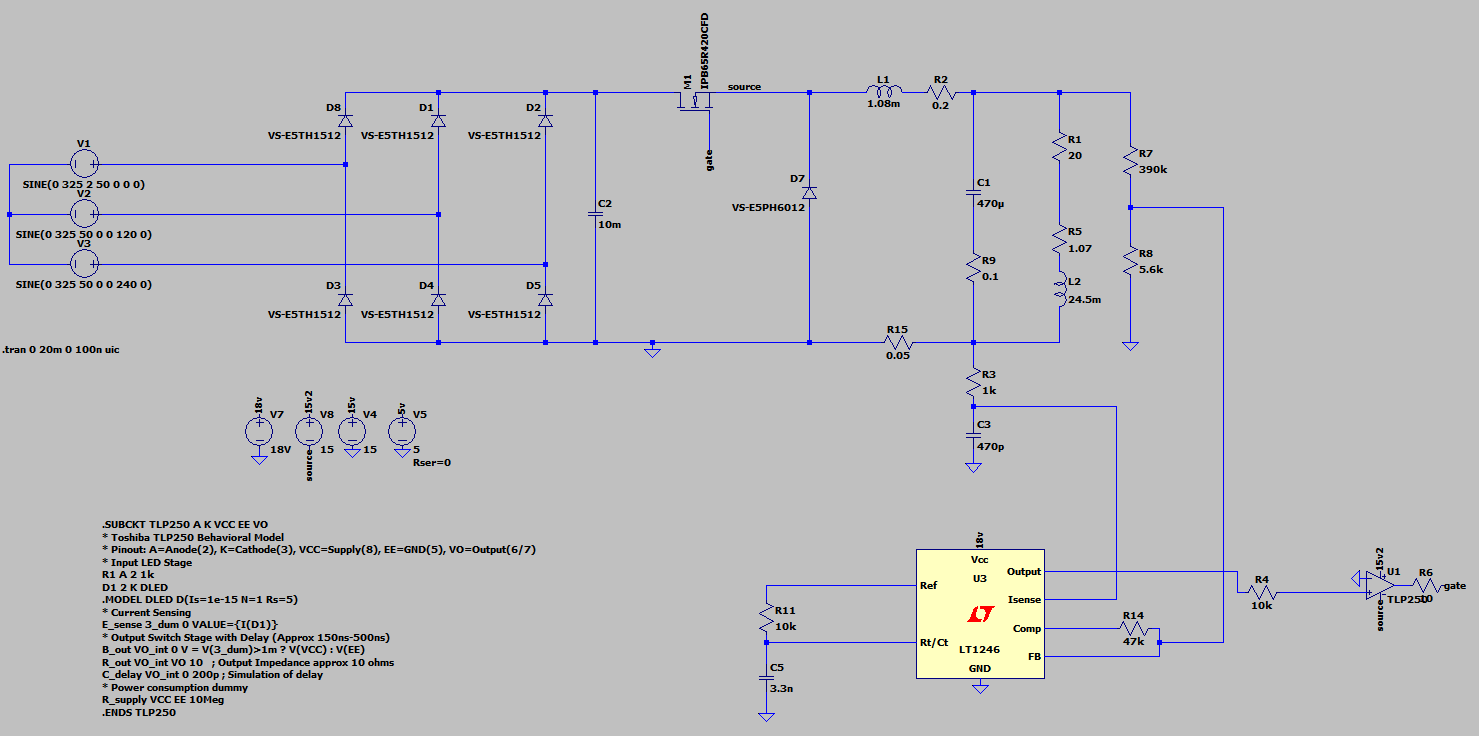 M1
IPB65R420CFD
source
L1
1.08m
R2
0.2
D8
VS-E5TH1512
D1
VS-E5TH1512
D2
VS-E5TH1512
V1
SINE(0 325 2 50 0 0 0)
V2
SINE(0 325 50 0 0 120 0)
V3
SINE(0 325 50 0 0 240 0)
gate
D7
VS-E5PH6012
C2
10m
C1
470µ
R1
20
R7
390k
R5
1.07
R9
0.1
R8
5.6k
L2
24.5m
D3
VS-E5TH1512
D4
VS-E5TH1512
D5
VS-E5TH1512
R15
0.05
.tran 0 20m 0 100n uic
R3
1k
C3
470p
18v
V7
18V
15v2
V8
15
source
15v
V4
15
5v
V5
5
Rser=0
.SUBCKT TLP250 A K VCC EE VO
* Toshiba TLP250 Behavioral Model
* Pinout: A=Anode(2), K=Cathode(3), VCC=Supply(8), EE=GND(5), VO=Output(6/7)
* Input LED Stage
R1 A 2 1k
D1 2 K DLED
.MODEL DLED D(Is=1e-15 N=1 Rs=5)
* Current Sensing
E_sense 3_dum 0 VALUE={I(D1)}
* Output Switch Stage with Delay (Approx 150ns-500ns)
B_out VO_int 0 V = V(3_dum)>1m ? V(VCC) : V(EE)
R_out VO_int VO 10 ; Output Impedance approx 10 ohms
C_delay VO_int 0 200p ; Simulation of delay
* Power consumption dummy
R_supply VCC EE 10Meg
.ENDS TLP250
18v
Vcc
U3
Output
Ref
Isense
Comp
Rt/Ct
LT1246
FB
GND
R11
10k
C5
3.3n
R14
47k
R4
10k
15v2
U1
TLP250
source
R6
10
gate